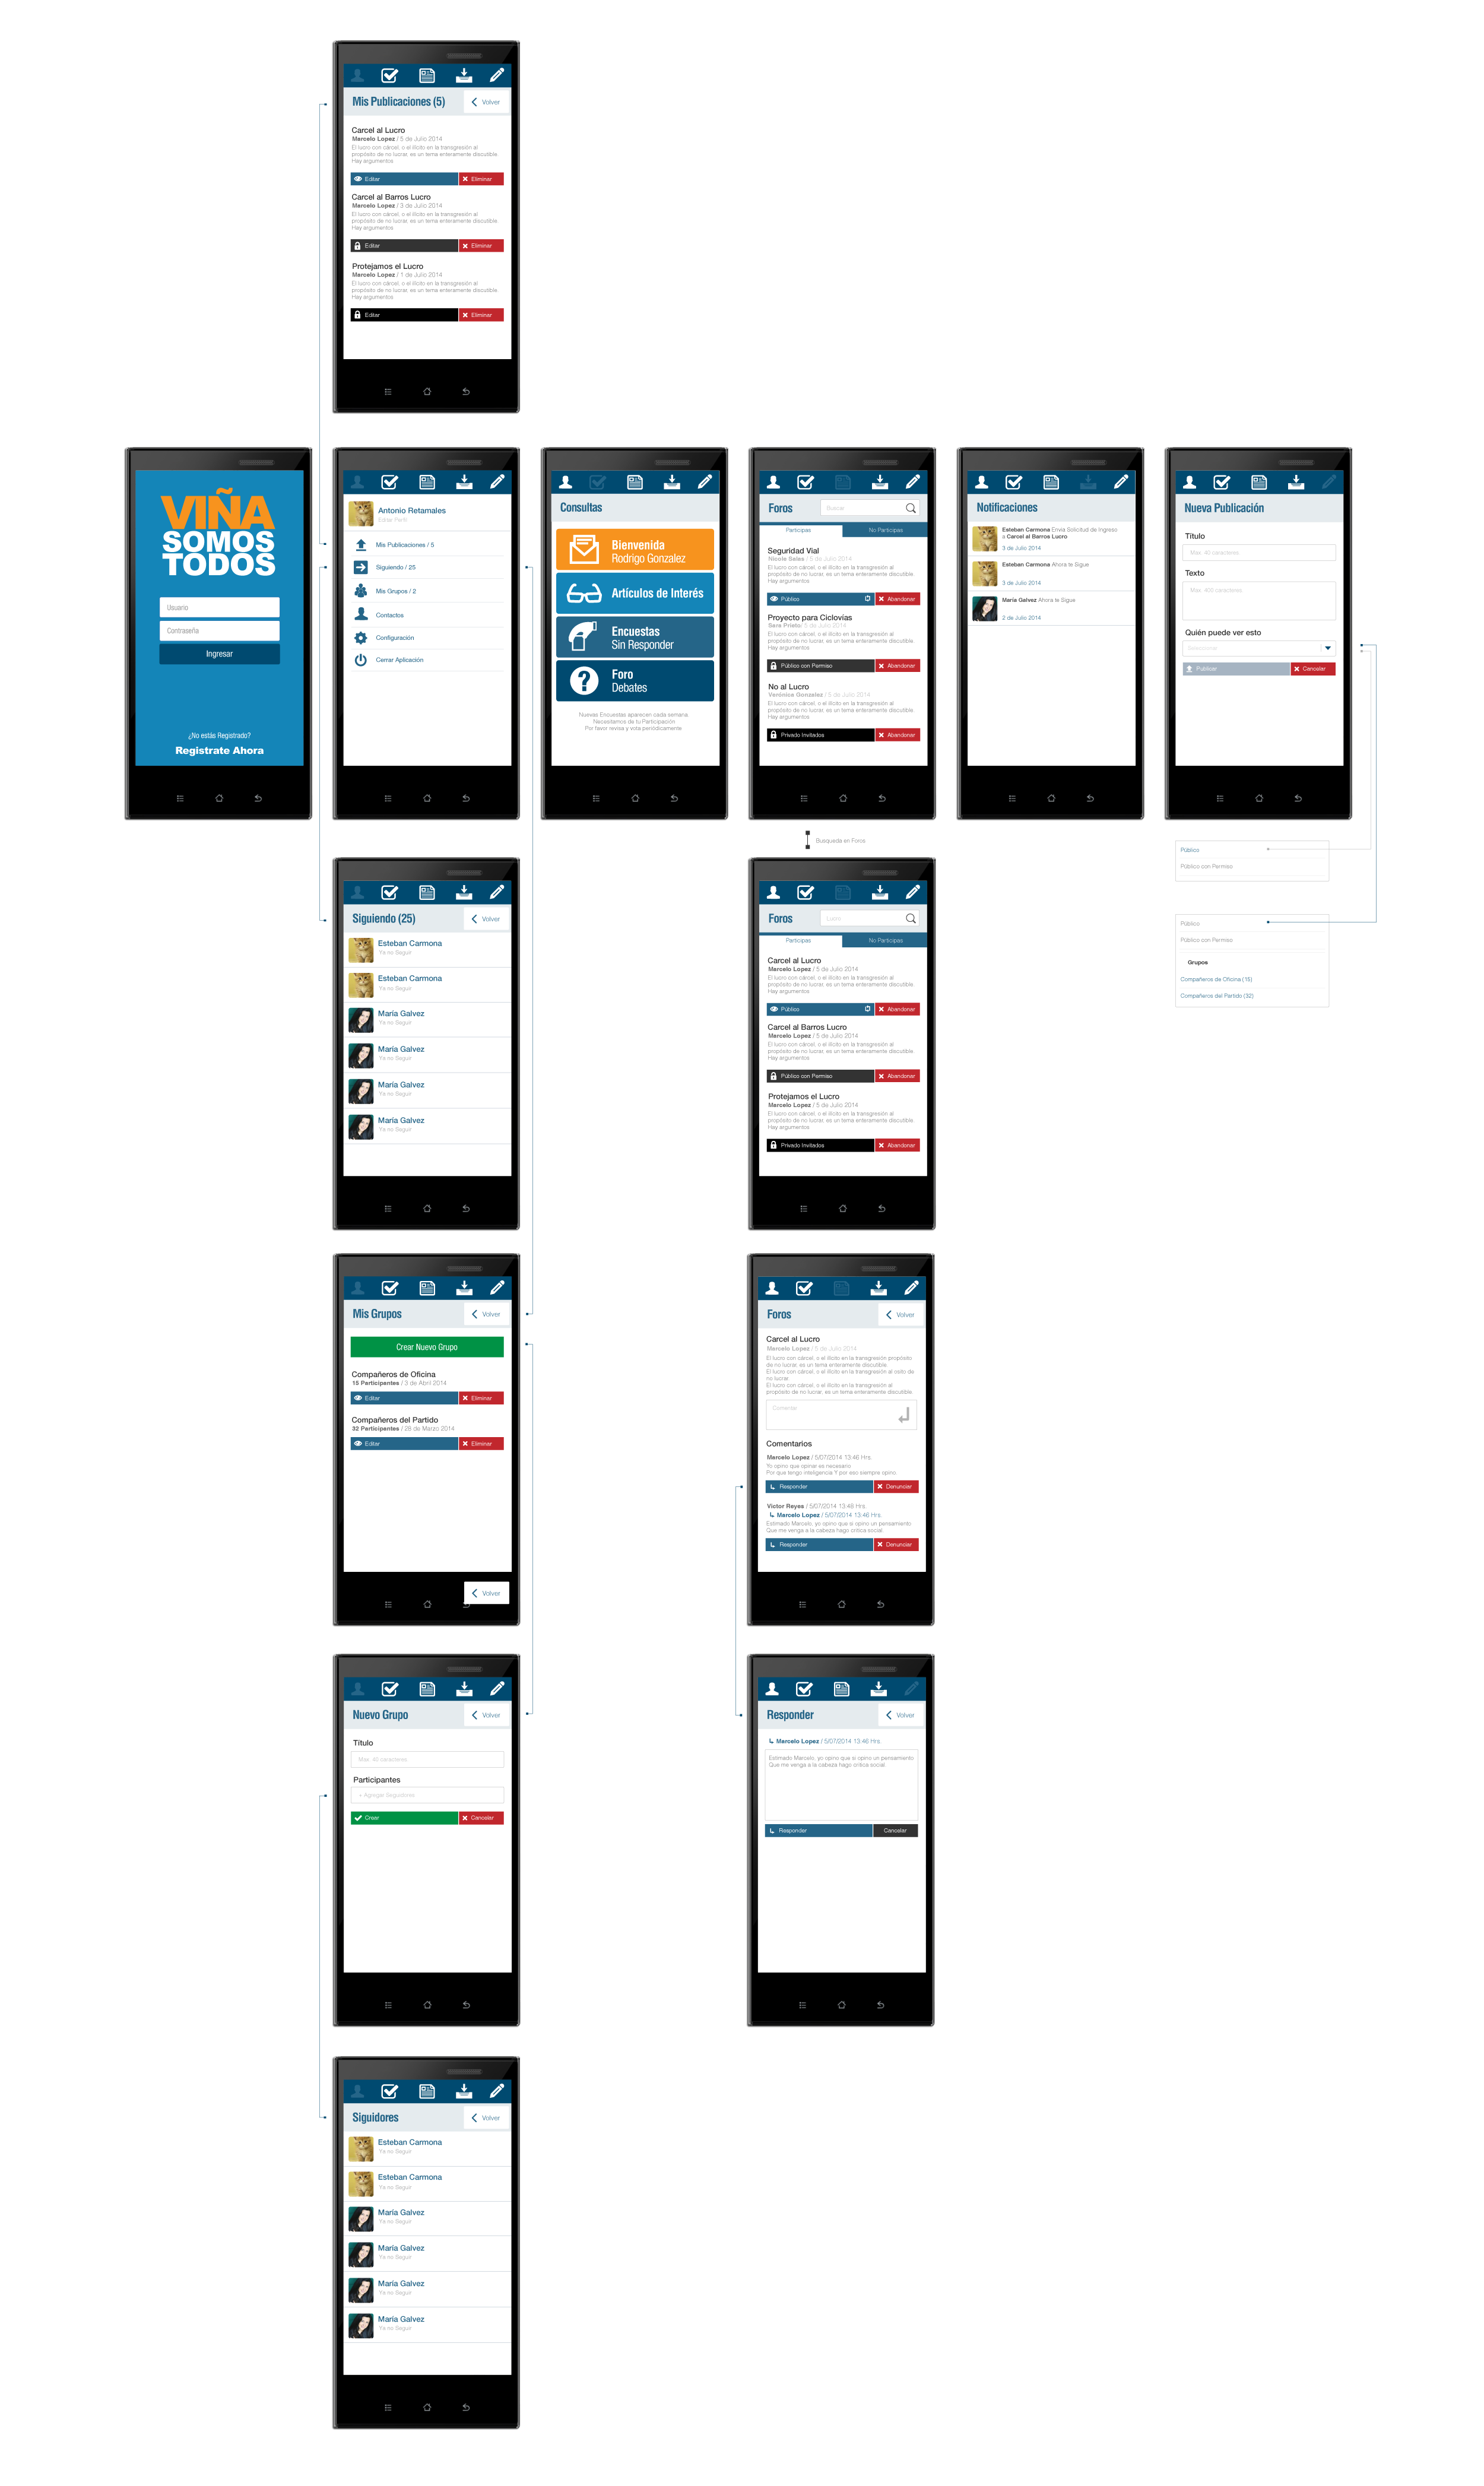 Mis Publicaciones (5)
Volver
Carcel al Lucro
Marcelo Lopez / 5 de Julio 2014
El lucro con cárcel, o el ilícito en la transgresión al
propósito de no lucrar, es un tema enteramente discutible.
Hay argumentos
Editar
Eliminar
Carcel al Barros Lucro
Marcelo Lopez / 3 de Julio 2014
El lucro con cárcel, o el ilícito en la transgresión al
propósito de no lucrar, es un tema enteramente discutible.
Hay argumentos
Editar
Eliminar
Protejamos el Lucro
Marcelo Lopez / 1 de Julio 2014
El lucro con cárcel, o el ilícito en la transgresión al
propósito de no lucrar, es un tema enteramente discutible.
Hay argumentos
Editar
Eliminar
VIÑA
SOMOS
TODOS
Usuario
Contraseña
Ingresar
¿No estás Registrado?
Registrate Ahora
Antonio Retamales
Editar Perfil
Mis Publicaciones / 5
Siguiendo / 25
Mis Grupos / 2
Contactos
Configuración
Cerrar Aplicación
Consultas
Bienvenida
Rodrigo Gonzalez
Artículos de Interés
Encuestas
Sin Responder
Foro
Debates
Nuevas Encuestas aparecen cada semana
Necesitamos de tu Participación
Por favor revisa y vota periódicamente
Foros
Buscar
Participas
No Participas
Seguridad Vial
Nicole Salas / 5 de Julio 2014
El lucro con cárcel, o el ilícito en la transgresión al
propósito de no lucrar, es un tema enteramente discutible.
Hay argumentos
Público
Abandonar
Proyecto para Ciclovias
Sara Prieto/ 5 de Julio 2014
El lucro con cárcel, o el ilícito en la transgresión al
propósito de no lucrar, es un tema enteramente discutible.
Hay argumentos
Público con Permiso
Abandonar
No al Lucro
Verónica Gonzalez / 5 de Julio 2014
El lucro con cárcel, o el ilícito en la transgresión al
propósito de no lucrar, es un tema enteramente discutible.
Hay argumentos
Privado Invitados
Abandonar
Notificaciones
Esteban Carmona Envia Solicitud de Ingreso
a Carcel al Barros Lucro
3 de Julio 2014
Esteban Carmona Ahora te Sigue
3 de Julio 2014
María Galvez Ahora te Sigue
2 de Julio 2014
Nueva Publicación
Título
Max. 40 caracteres
Texto
Max. 400 caracteres
Quién puede ver esto
Seleccionar
Publicar
Cancelar
Público
Público con Permiso
Público
Público con Permiso
Grupos
Compañeros de Oficina (15)
Compañeros del Partido (32)
Siguiendo (25)
Volver
Esteban Carmona
Ya no Seguir
Esteban Carmona
Ya no Seguir
María Galvez
Ya no Seguir
María Galvez
Ya no Seguir
María Galvez
Ya no Seguir
María Galvez
Ya no Seguir
Busqueda en Foros
Foros
Lucro
Participas
No Participas
Carcel al Lucro
Marcelo Lopez / 5 de Julio 2014
El lucro con cárcel, o el ilícito en la transgresión al
propósito de no lucrar, es un tema enteramente discutible.
Hay argumentos
Público
Abandonar
Carcel al Barros Lucro
Marcelo Lopez / 5 de Julio 2014
El lucro con cárcel, o el ilícito en la transgresión al
propósito de no lucrar, es un tema enteramente discutible.
Hay argumentos
Público con Permiso
Abandonar
Protejamos el Lucro
Marcelo Lopez / 5 de Julio 2014
El lucro con cárcel, o el ilícito en la transgresión al
propósito de no lucrar, es un tema enteramente discutible.
Hay argumentos
Privado Invitados
Abandonar
Mis Grupos
Volver
Crear Nuevo Grupo
Compañeros de Oficina
15 Participantes / 3 de Abril 2014
Editar
Eliminar
Compañeros del Partido
32 Participantes / 28 de Marzo 2014
Editar
Eliminar
Volver
Foros
Volver
Carcel al Lucro
Marcelo Lopez / 5 de Julio 2014
El lucro con cárcel, o el ilícito en la transgresión propósito
de no lucrar, es un tema enteramente discutible.
El lucro con cárcel, o el ilícito en la transgresión al osito de
no lucrar.
El lucro con cárcel, o el ilícito en la transgresión al
propósito de no lucrar, es un tema enteramente discutible.
Comentar
Comentarios
Marcelo Lopez / 5/07/2014 13:46 Hrs.
Yo opino que opinar es necesario
Por que tengo inteligencia Y por eso siempre opino.
Responder
Denunciar
Victor Reyes / 5/07/2014 13:46 Hrs.
Marcelo Lopez / 5/07/2014 13:46 Hrs.
Estimado Marcelo, yo opino que si opino un pensamiento
Que me venga a la cabeza hago crítica social.
Responder
Denunciar
Nuevo Grupo
Volver
Título
Max. 40 caracteres
Participantes
+ Agregar Seguidores
Crear
Cancelar
Responder
Volver
Marcelo Lopez / 5/07/2014 13:46 Hrs.
Estimado Marcelo, yo opino que si opino un pensamiento
Que me venga a la cabeza hago crítica social.
Responder
Cancelar
Siguidores
Volver
Esteban Carmona
Ya no Seguir
Esteban Carmona
Ya no Seguir
María Galvez
Ya no Seguir
María Galvez
Ya no Seguir
María Galvez
Ya no Seguir
María Galvez
Ya no Seguir